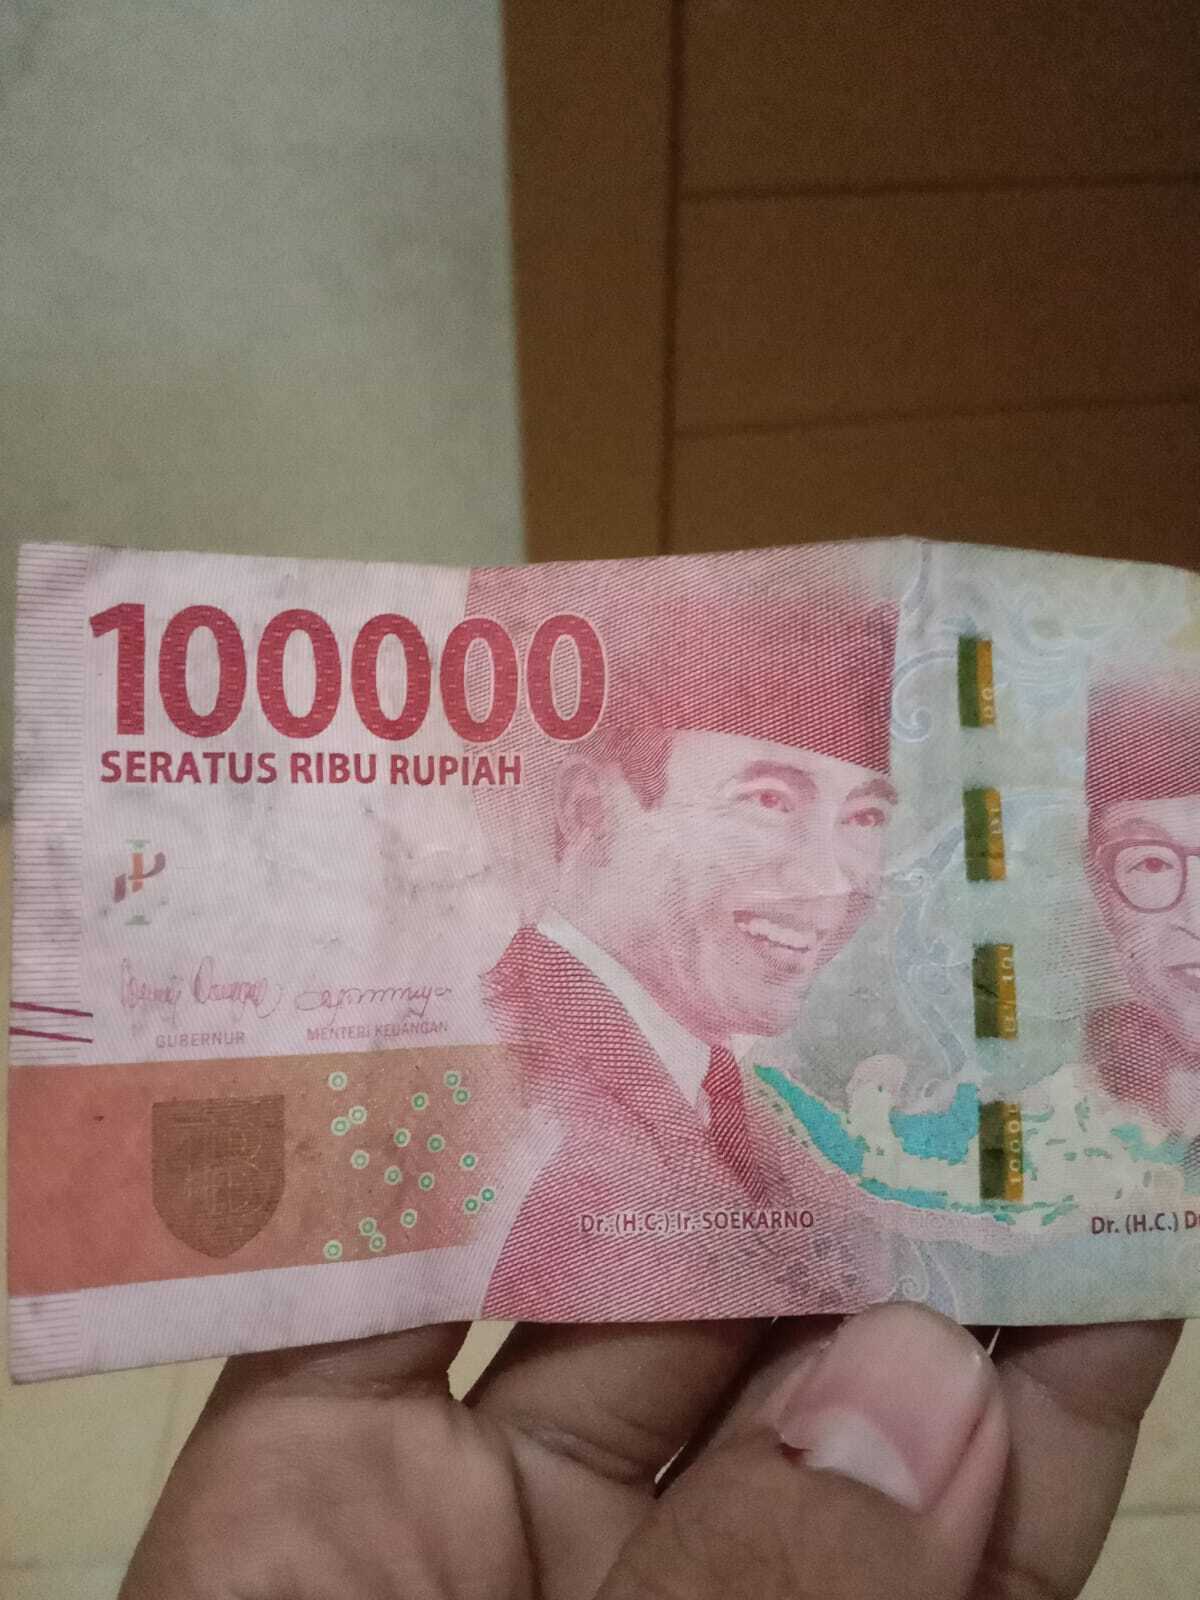 100000
SERATUS RIBU RUPIAH
GUBERNUR
MENTERI KEUANGAN
Dr. (H.C.) Ir. SOEKARNO
Dr. (H.C.)